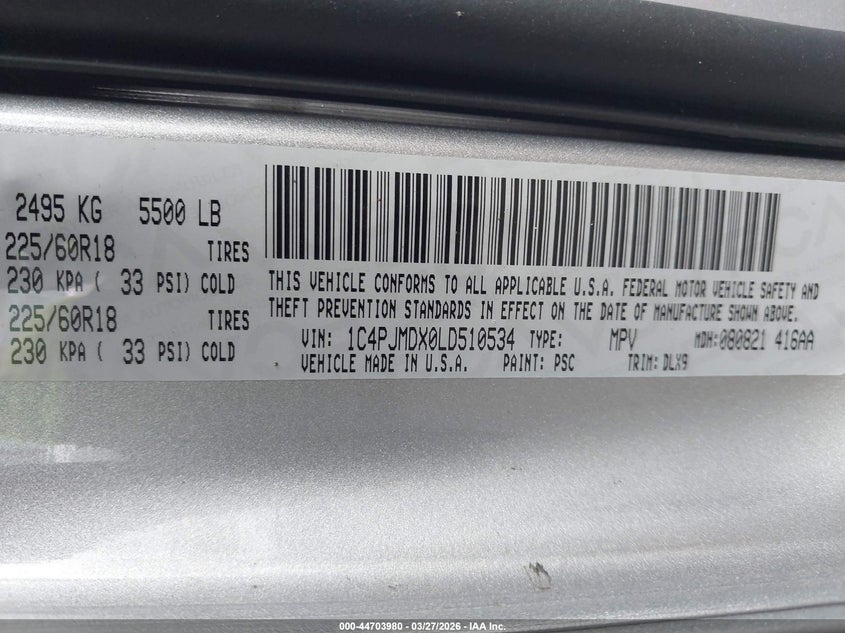 2495 KG 5500 LB
225/60R18 TIRES
230 KPA ( 33 PSI) COLD
225/60R18 TIRES
230 KPA ( 33 PSI) COLD
THIS VEHICLE CONFORMS TO ALL APPLICABLE U.S.A. FEDERAL MOTOR VEHICLE SAFETY AND
THEFT PREVENTION STANDARDS IN EFFECT ON THE DATE OF MANUFACTURE SHOWN ABOVE.
VIN: 1C4PJMDX0LD510534 TYPE: MPV MDH:080821 416AA
VEHICLE MADE IN U.S.A. PAINT: PSC TRIM: DLX9
000-44703980 - 03/27/2026 - IAA Inc.